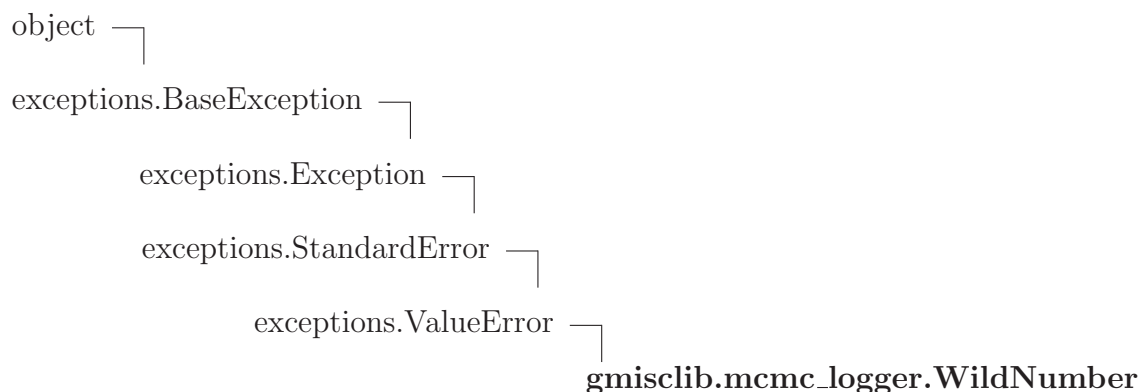 object
exceptions.BaseException
exceptions.Exception
exceptions.StandardError
exceptions.ValueError
gmisclib.mcmc_logger.WildNumber